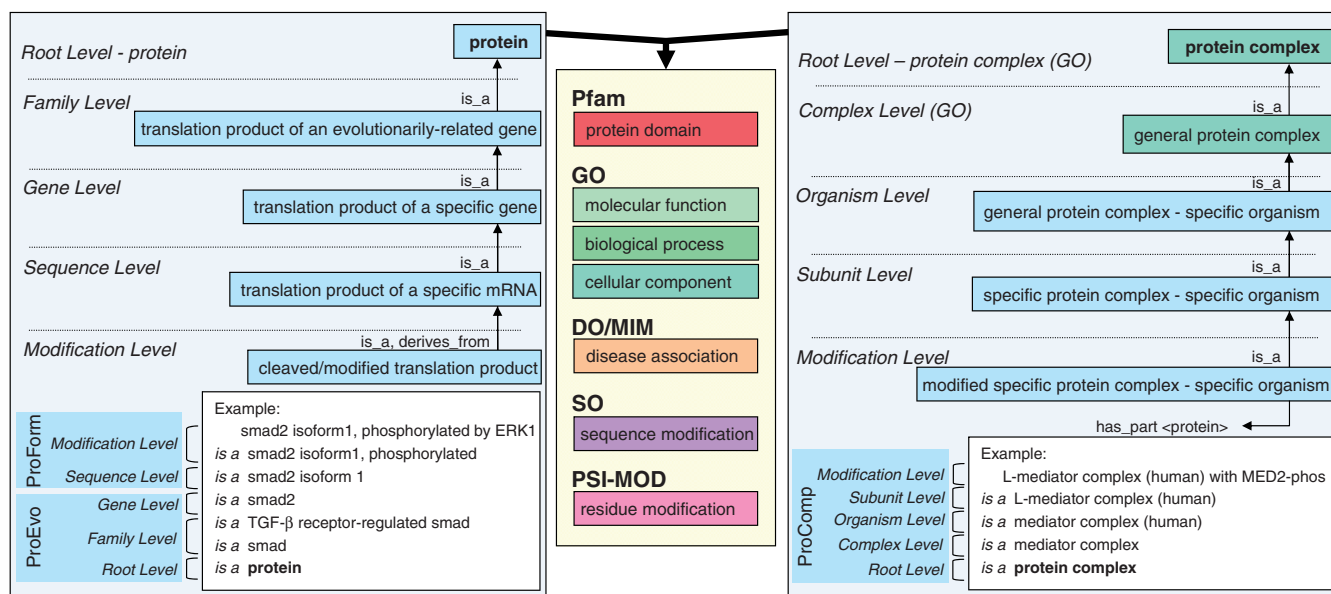 Root Level - protein
protein
Family Level
is_a
translation product of an evolutionarily-related gene
Gene Level
is_a
translation product of a specific gene
Sequence Level
is_a
translation product of a specific mRNA
Modification Level
is_a, derives_from
cleaved/modified translation product
ProForm
ProEvo
Modification Level
Sequence Level
Gene Level
Family Level
Root Level
Example:
smad2 isoform1, phosphorylated by ERK1
is a smad2 isoform1, phosphorylated
is a smad2 isoform 1
is a smad2
is a TGF-β receptor-regulated smad
is a smad
is a protein
Pfam
protein domain
GO
molecular function
biological process
cellular component
DO/MIM
disease association
SO
sequence modification
PSI-MOD
residue modification
Root Level – protein complex (GO)
protein complex
Complex Level (GO)
is_a
general protein complex
Organism Level
is_a
general protein complex - specific organism
Subunit Level
is_a
specific protein complex - specific organism
Modification Level
is_a
modified specific protein complex - specific organism
has_part <protein>
ProComp
Modification Level
Subunit Level
Organism Level
Complex Level
Root Level
Example:
L-mediator complex (human) with MED2-phos
is a L-mediator complex (human)
is a mediator complex (human)
is a mediator complex
is a protein complex